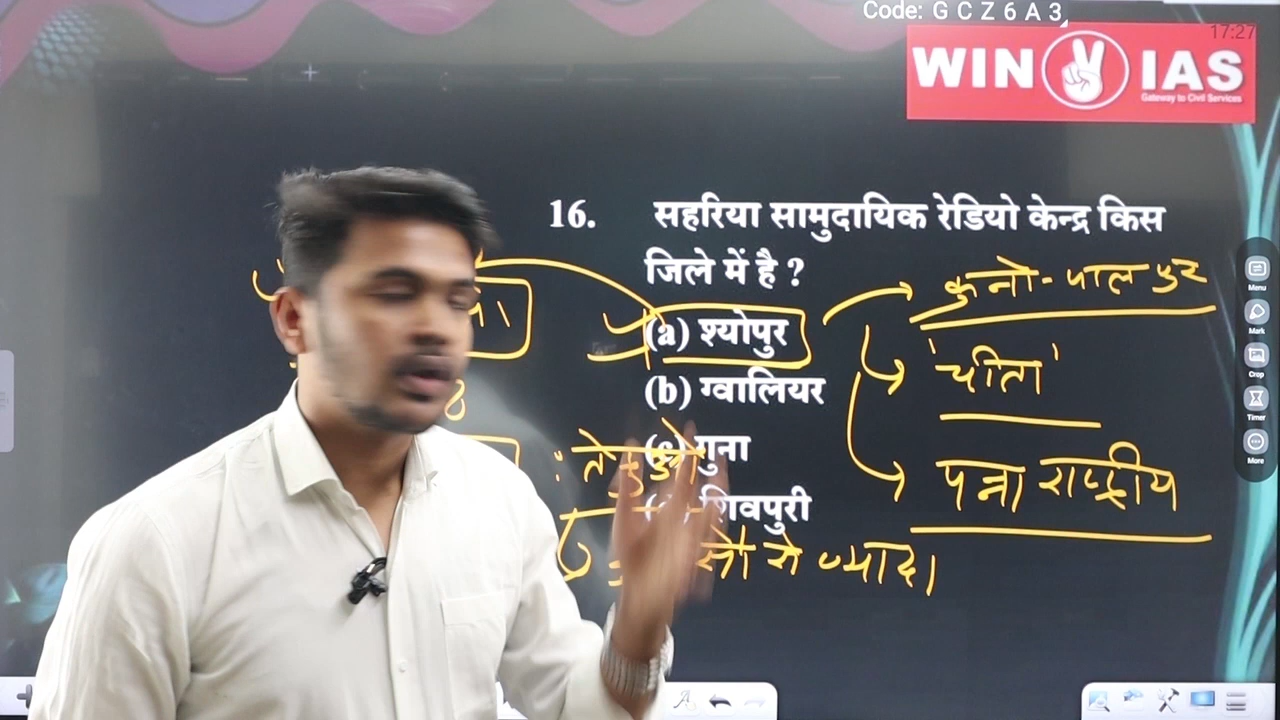 Code: G C Z 6 A 3
17:27
WIN IAS
Gateway to Civil Services
16. सहरिया सामुदायिक रेडियो केन्द्र किस
जिले में है ?
(a) श्योपुर
(b) ग्वालियर
गुना
शिवपुरी
कुनो-पालपुर
'चीता'
पन्ना राष्ट्रीय
से ज्यादा
Menu
Mark
Crop
Timer
More